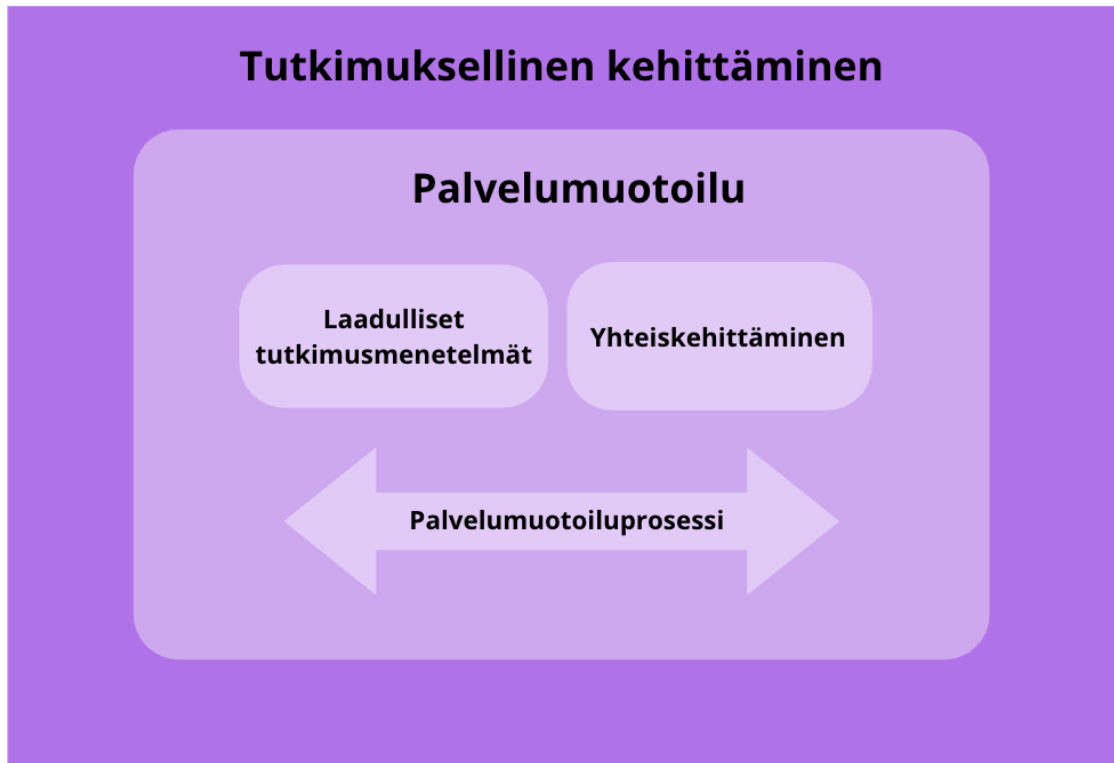 Tutkimuksellinen kehittäminen
Palvelumuotoilu
Laadulliset
tutkimusmenetelmät
Yhteiskehittäminen
Palvelumuotoiluprosessi